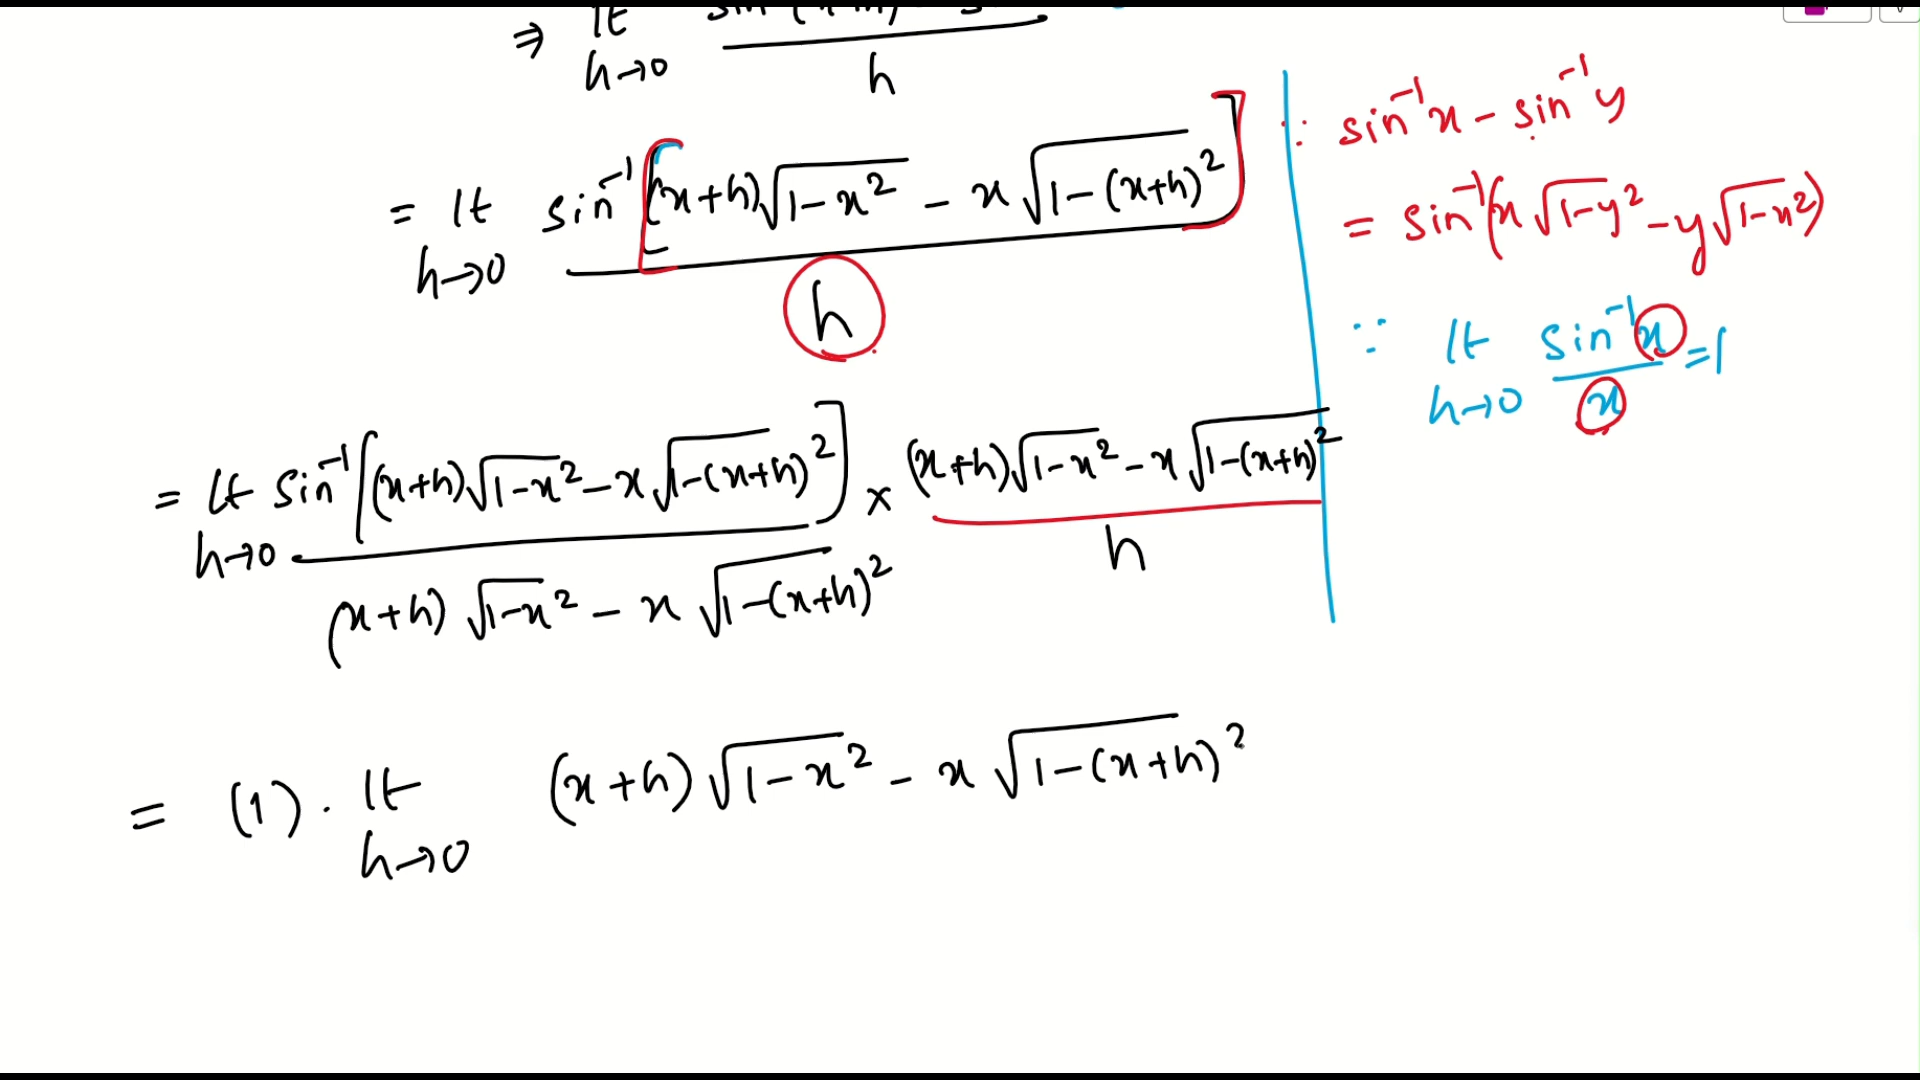 ⇒ lt
h→0 h
= lt sin⁻¹[(x+h)√1-x² - x√1-(x+h)²]
h→0 h
= lt sin⁻¹[(x+h)√1-x² - x√1-(x+h)²] × (x+h)√1-x² - x√1-(x+h)²
h→0 (x+h)√1-x² - x√1-(x+h)² h
= (1) · lt (x+h)√1-x² - x√1-(x+h)²
h→0
∵ sin⁻¹x - sin⁻¹y
= sin⁻¹(x√1-y² - y√1-x²)
∵ lt sin⁻¹x = 1
h→0 x